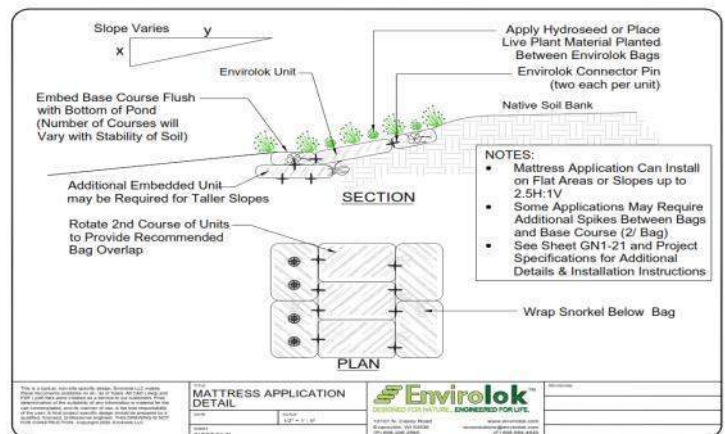 Slope Varies
y
x
Apply Hydroseed or Place
Live Plant Material Planted
Between Envirolok Bags
Envirolok Unit
Envirolok Connector Pin
(two each per unit)
Embed Base Course Flush
with Bottom of Pond
(Number of Courses will
Vary with Stability of Soil)
Native Soil Bank
Additional Embedded Unit
may be Required for Taller Slopes
SECTION
NOTES:
• Mattress Application Can Install
on Flat Areas or Slopes up to
2.5H:1V
• Some Applications May Require
Additional Spikes Between Bags
and Base Course (2/ Bag)
• See Sheet GN1-21 and Project
Specifications for Additional
Details & Installation Instructions
Rotate 2nd Course of Units
to Provide Recommended
Bag Overlap
Wrap Snorkel Below Bag
PLAN
MATTRESS APPLICATION
DETAIL
Envirolok
DESIGNED FOR NATURE. ENGINEERED FOR LIFE.